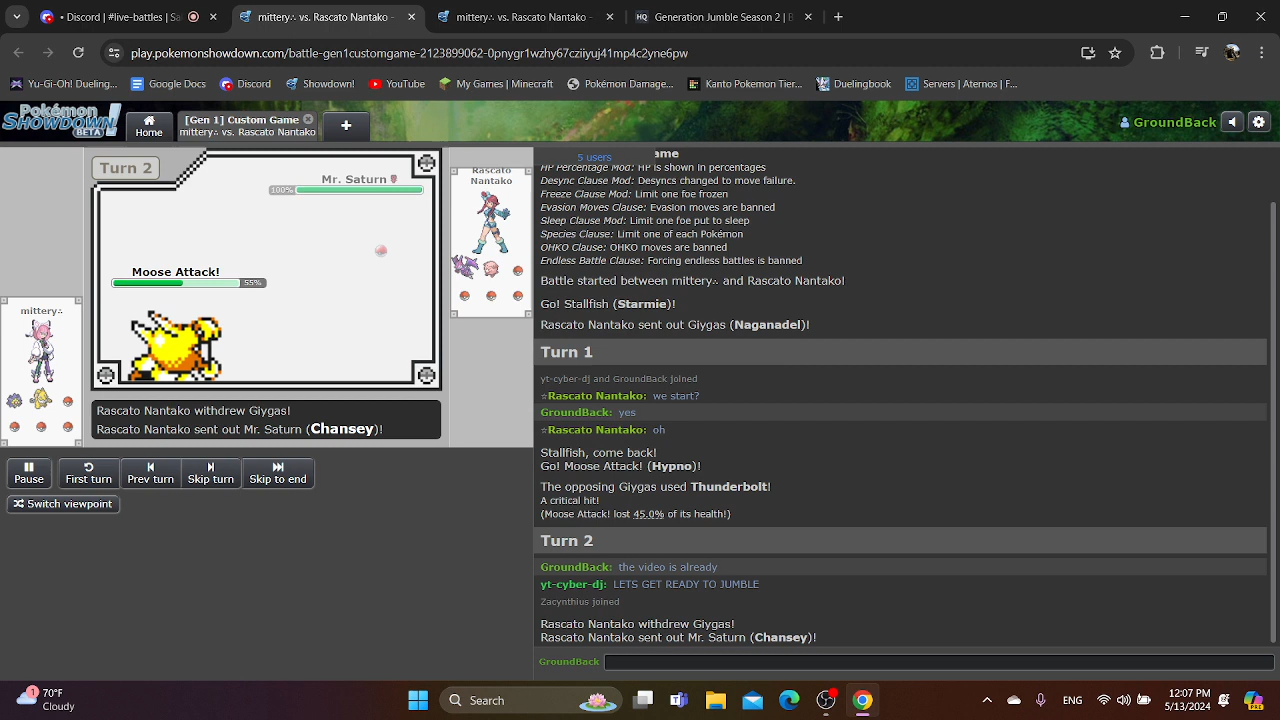 Discord | #live-battles | Sa
mittery∴ vs. Rascato Nantako -
mittery∴ vs. Rascato Nantako -
HQ
Generation Jumble Season 2 | B
play.pokemonshowdown.com/battle-gen1customgame-2123899062-0pnygr1wzhy67cziiyuj41mp4c2yne6pw
Yu-Gi-Oh! Dueling...
Google Docs
Discord
Showdown!
YouTube
My Games | Minecraft
Pokémon Damag...
Kanto Pokemon Tier...
Duelingbook
Servers | Aternos | F...
Pokémon
Showdown!
BETA
Home
[Gen 1] Custom Game
mittery∴ vs. Rascato Nantako
GroundBack
Turn 2
Mr. Saturn
100%
Moose Attack!
55%
Rascato Nantako withdrew Giygas!
Rascato Nantako sent out Mr. Saturn (Chansey)!
mittery∴
Rascato
Nantako
Pause
First turn
Prev turn
Skip turn
Skip to end
Switch viewpoint
5 users
ame
HP Percentage Mod: HP is shown in percentages
Desync Clause Mod: Desyncs changed to move failure.
Freeze Clause Mod: Limit one foe frozen
Evasion Moves Clause: Evasion moves are banned
Sleep Clause Mod: Limit one foe put to sleep
Species Clause: Limit one of each Pokémon
OHKO Clause: OHKO moves are banned
Endless Battle Clause: Forcing endless battles is banned
Battle started between mittery∴ and Rascato Nantako!
Go! Stallfish (Starmie)!
Rascato Nantako sent out Giygas (Naganadel)!
Turn 1
yt-cyber-dj and GroundBack joined
☆Rascato Nantako: we start?
GroundBack: yes
☆Rascato Nantako: oh
Stallfish, come back!
Go! Moose Attack! (Hypno)!
The opposing Giygas used Thunderbolt!
A critical hit!
(Moose Attack! lost 45.0% of its health!)
Turn 2
GroundBack: the video is already
yt-cyber-dj: LETS GET READY TO JUMBLE
Zacynthius joined
Rascato Nantako withdrew Giygas!
Rascato Nantako sent out Mr. Saturn (Chansey)!
GroundBack
1
70°F
Cloudy
Search
ENG
12:07 PM
5/13/2024
PRE